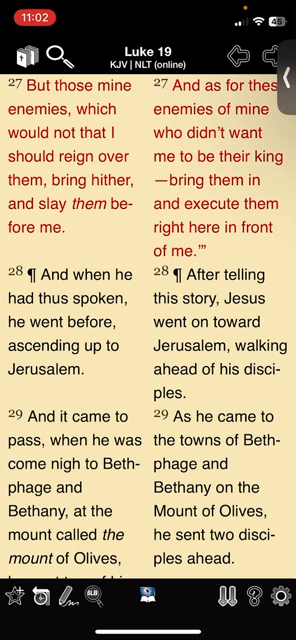 11:02
45
Luke 19
KJV | NLT (online)
27 But those mine
enemies, which
would not that I
should reign over
them, bring hither,
and slay them be-
fore me.
28 ¶ And when he
had thus spoken,
he went before,
ascending up to
Jerusalem.
29 And it came to
pass, when he was
come nigh to Beth-
phage and
Bethany, at the
mount called the
mount of Olives,
27 And as for thes
enemies of mine
who didn’t want
me to be their king
—bring them in
and execute them
right here in front
of me.’”
28 ¶ After telling
this story, Jesus
went on toward
Jerusalem, walking
ahead of his disci-
ples.
29 As he came to
the towns of Beth-
phage and
Bethany on the
Mount of Olives,
he sent two disci-
ples ahead.
BLB